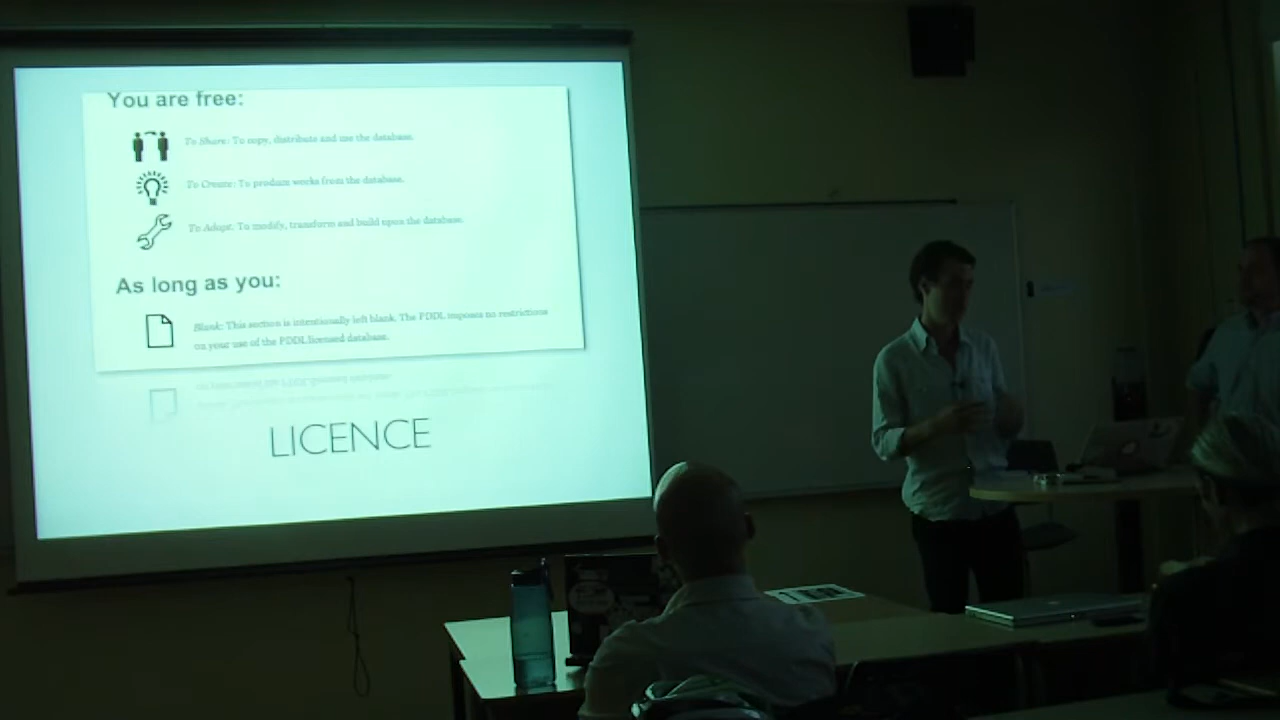 You are free:
To Share: To copy, distribute and use the database.
To Create: To produce works from the database.
To Adapt: To modify, transform and build upon the database.
As long as you:
Blank: This section is intentionally left blank. The PDDL imposes no restrictions
on your use of the PDDL licensed database.
LICENCE